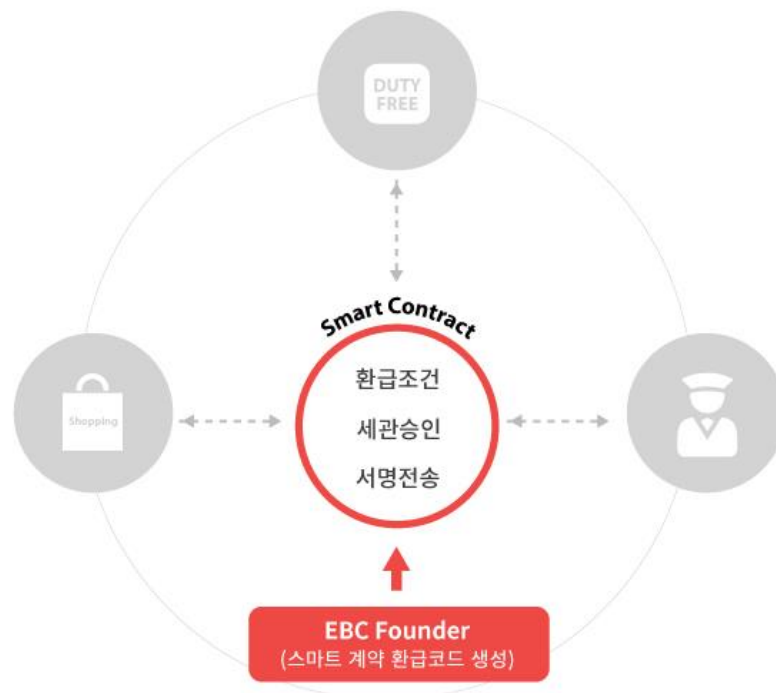 DUTY
FREE
Smart Contract
환급조건
세관승인
서명전송
Shopping
EBC Founder
(스마트 계약 환급코드 생성)